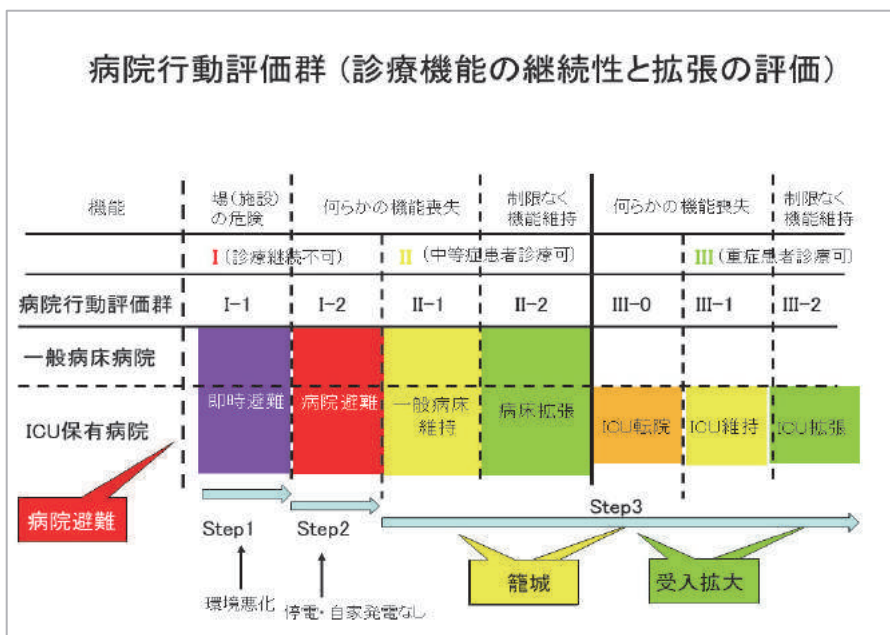 病院行動評価群（診療機能の継続性と拡張の評価）
機能
場（施設）
の危険
何らかの機能喪失
制限なく
機能維持
何らかの機能喪失
制限なく
機能維持
I（診療継続不可）
II（中等症患者診療可）
III（重症患者診療可）
病院行動評価群
I-1
I-2
II-1
II-2
III-0
III-1
III-2
一般病床病院
ICU保有病院
即時避難
病院避難
一般病床
維持
病床拡張
ICU転院
ICU維持
ICU拡張
病院避難
Step1
Step2
Step3
環境悪化
停電・自家発電なし
籠城
受入拡大